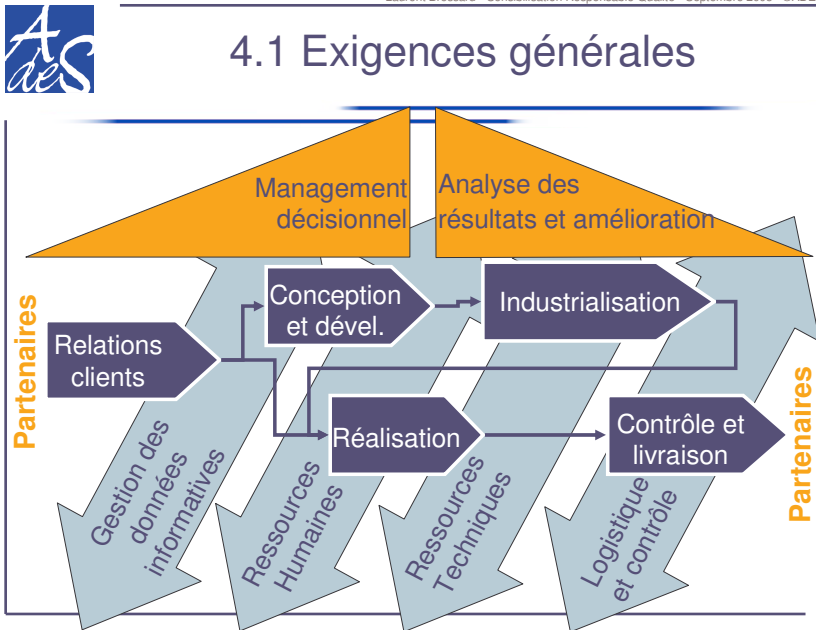 AdeS
4.1 Exigences générales
Management
décisionnel
Analyse des
résultats et amélioration
Partenaires
Relations
clients
Conception
et dével.
Industrialisation
Réalisation
Contrôle et
livraison
Partenaires
Gestion des
données
informatives
Ressources
Humaines
Ressources
Techniques
Logistique
et contrôle